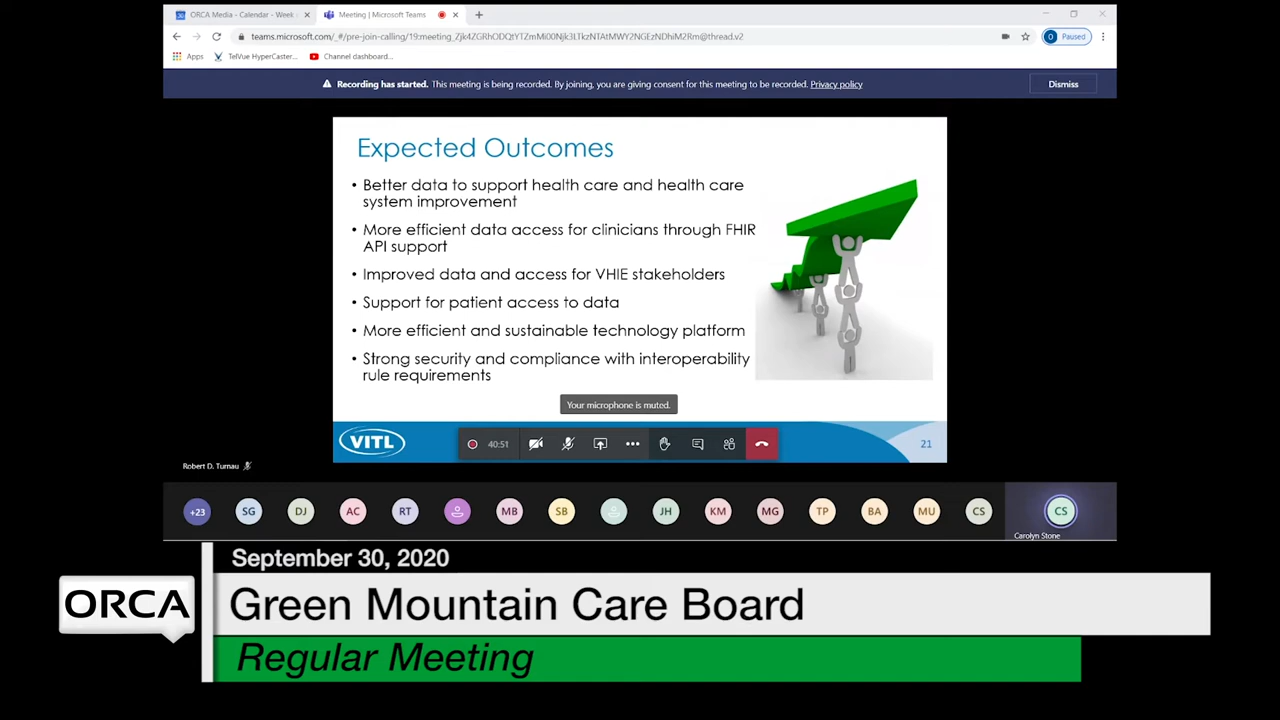 ORCA Media - Calendar - Week
Meeting | Microsoft Teams
teams.microsoft.com/_#/pre-join-calling/19:meeting_Zjk4ZGRhODQtYTZmMi00Njk3LTkzNTAtMWY2NGEzNDhiM2Rm@thread.v2
Paused
Apps
TelVue HyperCaster...
Channel dashboard...
Recording has started. This meeting is being recorded. By joining, you are giving consent for this meeting to be recorded. Privacy policy
Dismiss
Expected Outcomes
• Better data to support health care and health care
system improvement
• More efficient data access for clinicians through FHIR
API support
• Improved data and access for VHIE stakeholders
• Support for patient access to data
• More efficient and sustainable technology platform
• Strong security and compliance with interoperability
rule requirements
Your microphone is muted.
VITL
40:51
21
Robert D. Turnau
+23 SG DJ AC RT MB SB JH KM MG TP BA MU CS CS
Carolyn Stone
September 30, 2020
ORCA
Green Mountain Care Board
Regular Meeting